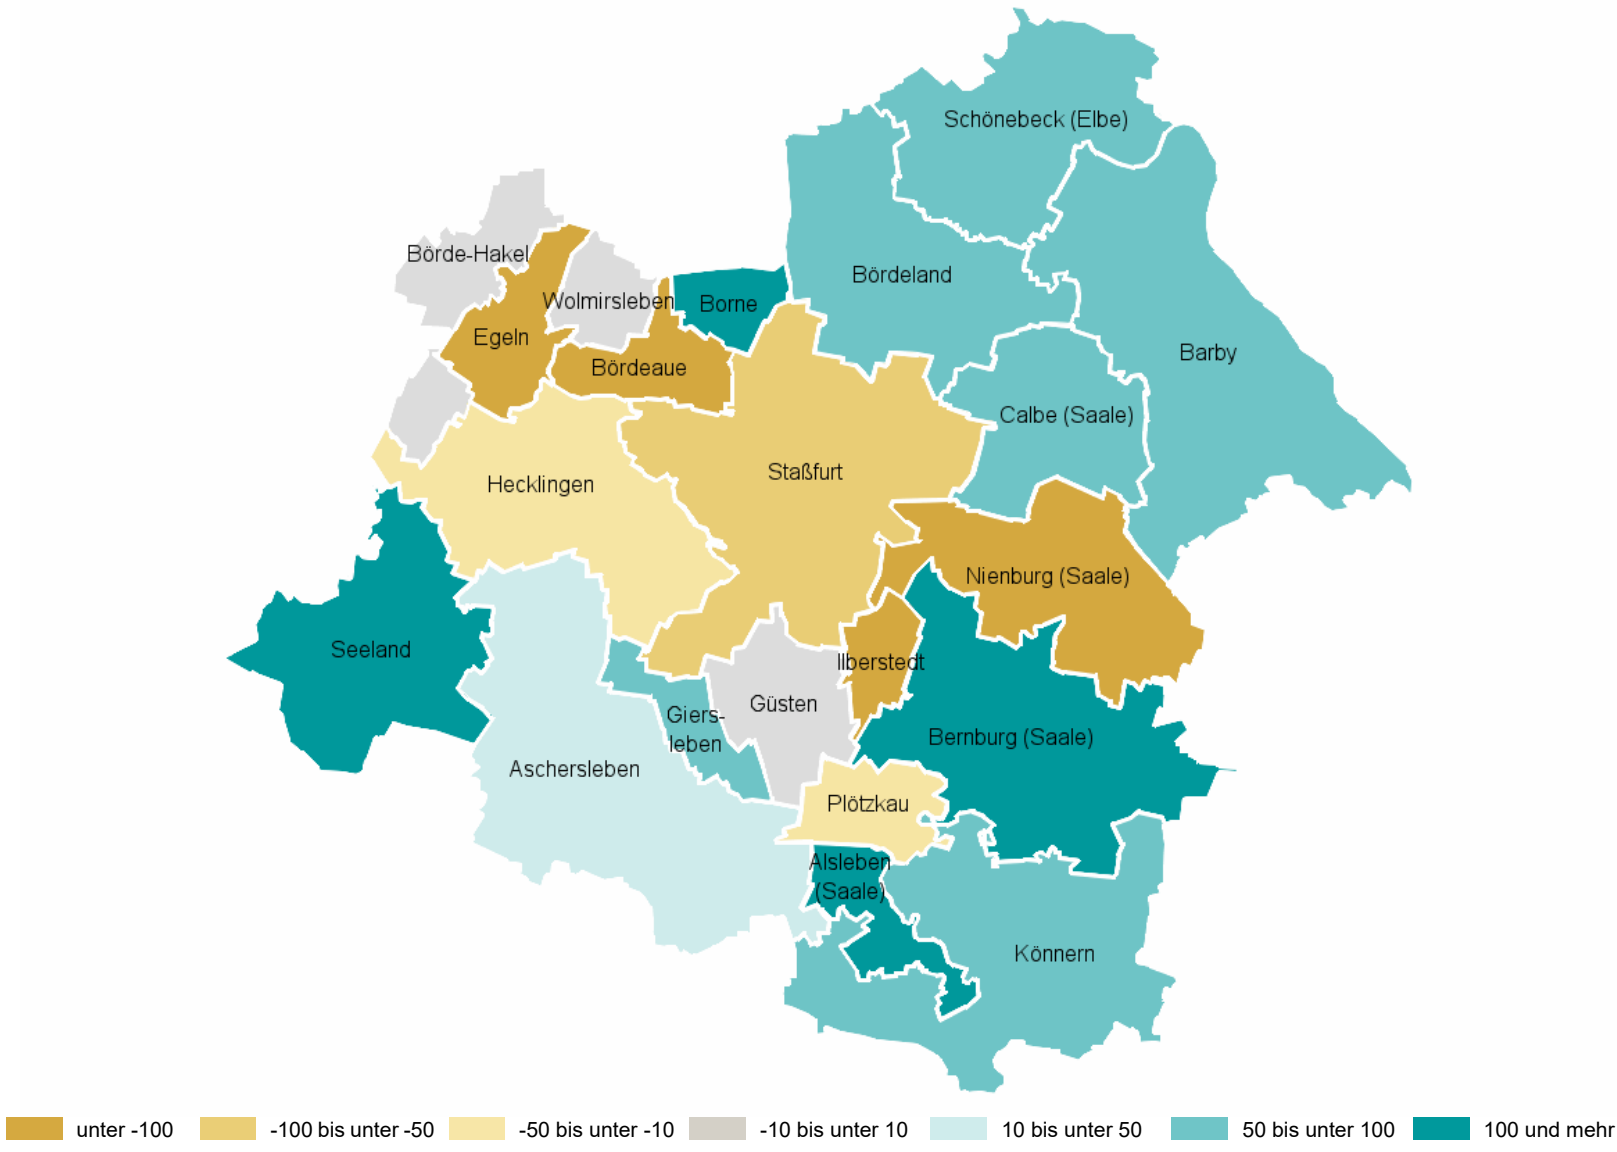 Schönebeck (Elbe)
Börde-Hakel
Bördeland
Wolmirsleben
Borne
Egeln
Barby
Bördeaue
Calbe (Saale)
Staßfurt
Hecklingen
Nienburg (Saale)
Seeland
Ilberstedt
Güsten
Giers-
leben
Bernburg (Saale)
Aschersleben
Plötzkau
Alsleben
(Saale)
Könnern
unter -100 -100 bis unter -50 -50 bis unter -10 -10 bis unter 10 10 bis unter 50 50 bis unter 100 100 und mehr